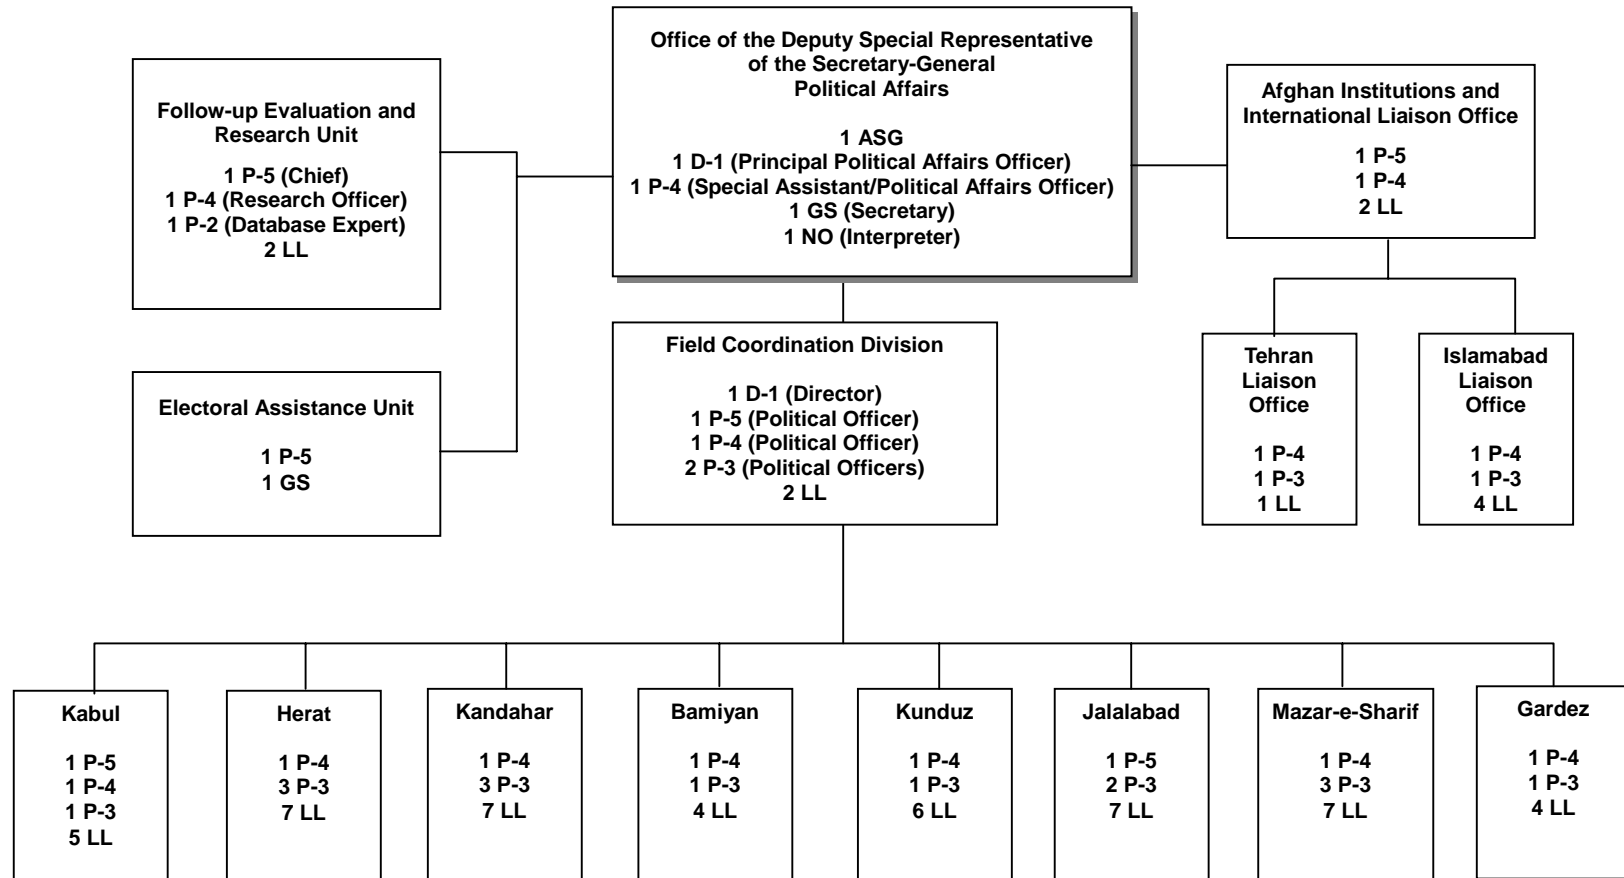 Office of the Deputy Special Representative
of the Secretary-General
Political Affairs
1 ASG
1 D-1 (Principal Political Affairs Officer)
1 P-4 (Special Assistant/Political Affairs Officer)
1 GS (Secretary)
1 NO (Interpreter)
Follow-up Evaluation and
Research Unit
1 P-5 (Chief)
1 P-4 (Research Officer)
1 P-2 (Database Expert)
2 LL
Afghan Institutions and
International Liaison Office
1 P-5
1 P-4
2 LL
Electoral Assistance Unit
1 P-5
1 GS
Field Coordination Division
1 D-1 (Director)
1 P-5 (Political Officer)
1 P-4 (Political Officer)
2 P-3 (Political Officers)
2 LL
Tehran
Liaison
Office
1 P-4
1 P-3
1 LL
Islamabad
Liaison
Office
1 P-4
1 P-3
4 LL
Kabul
1 P-5
1 P-4
1 P-3
5 LL
Herat
1 P-4
3 P-3
7 LL
Kandahar
1 P-4
3 P-3
7 LL
Bamiyan
1 P-4
1 P-3
4 LL
Kunduz
1 P-4
1 P-3
6 LL
Jalalabad
1 P-5
2 P-3
7 LL
Mazar-e-Sharif
1 P-4
3 P-3
7 LL
Gardez
1 P-4
1 P-3
4 LL